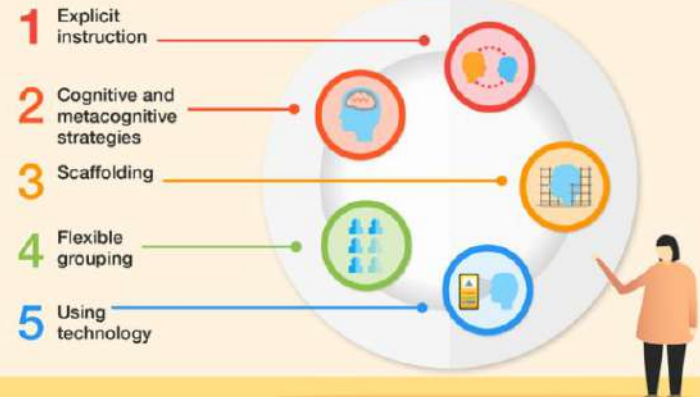 1 Explicit
instruction
2 Cognitive and
metacognitive
strategies
3 Scaffolding
4 Flexible
grouping
5 Using
technology